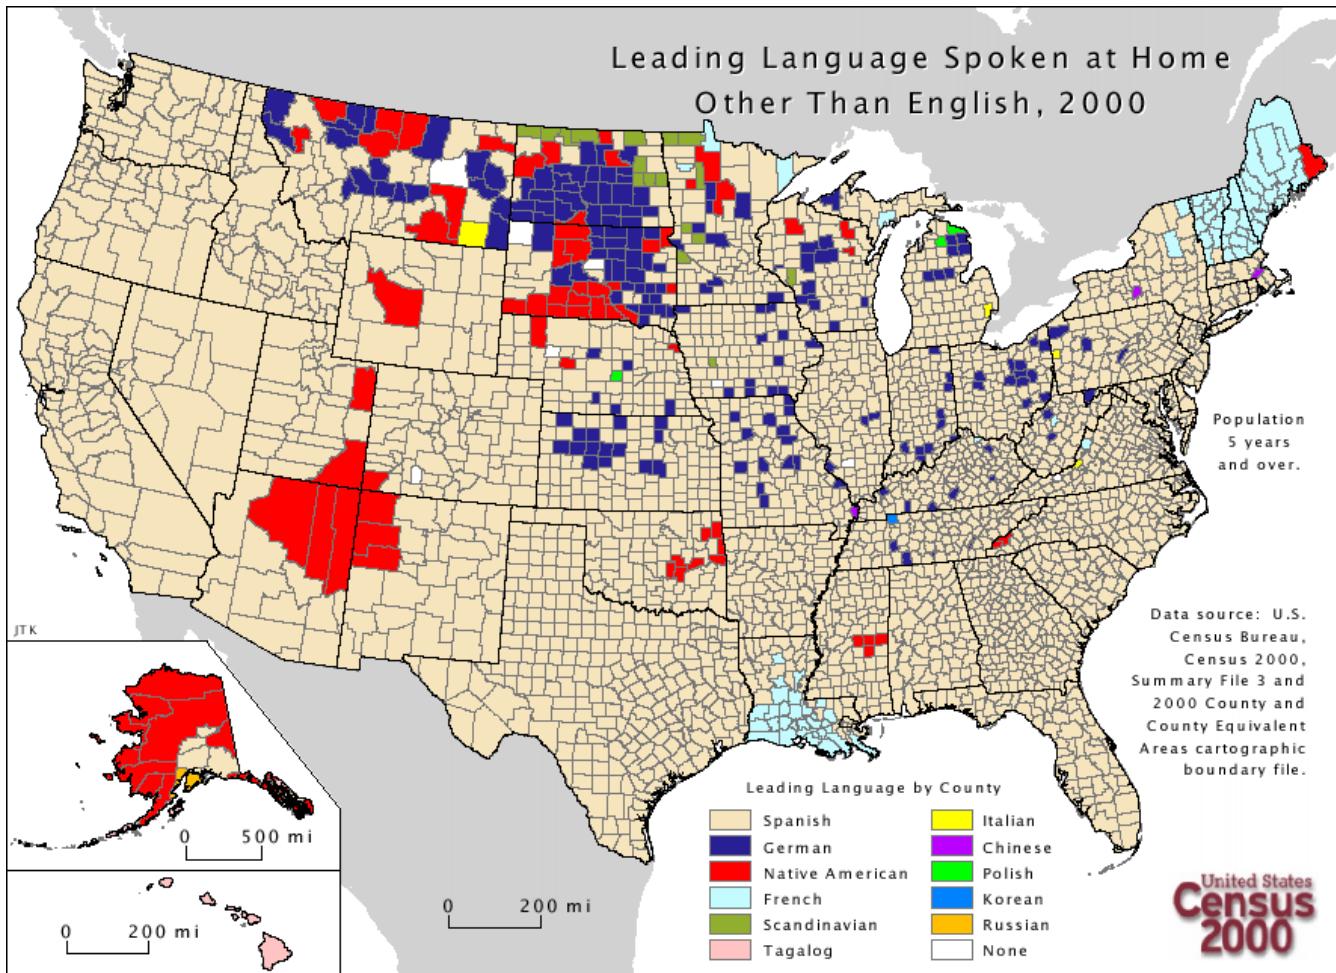 Leading Language Spoken at Home
Other Than English, 2000
Population
5 years
and over.
Data source: U.S.
Census Bureau,
Census 2000,
Summary File 3 and
2000 County and
County Equivalent
Areas cartographic
boundary file.
JTK
0 500 mi
0 200 mi
0 200 mi
Leading Language by County
Spanish
German
Native American
French
Scandinavian
Tagalog
Italian
Chinese
Polish
Korean
Russian
None
United States
Census
2000